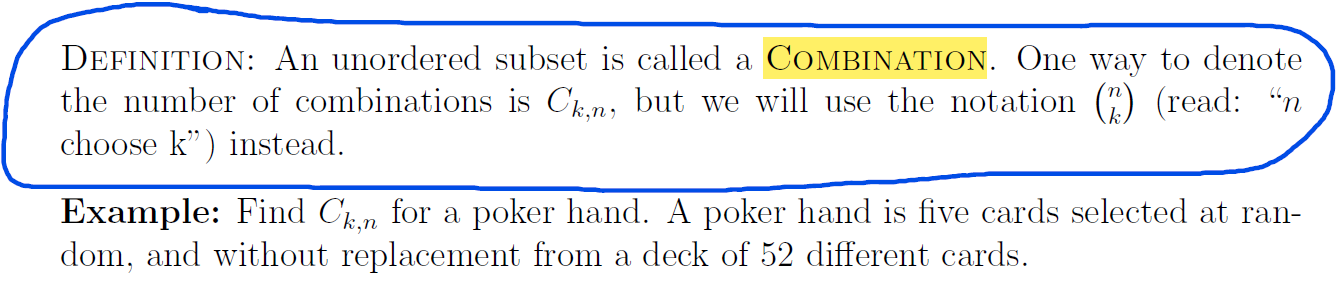 DEFINITION: An unordered subset is called a COMBINATION. One way to denote
the number of combinations is $C_{k,n}$, but we will use the notation $\binom{n}{k}$ (read: “n
choose k”) instead.
Example: Find $C_{k,n}$ for a poker hand. A poker hand is five cards selected at ran-
dom, and without replacement from a deck of 52 different cards.